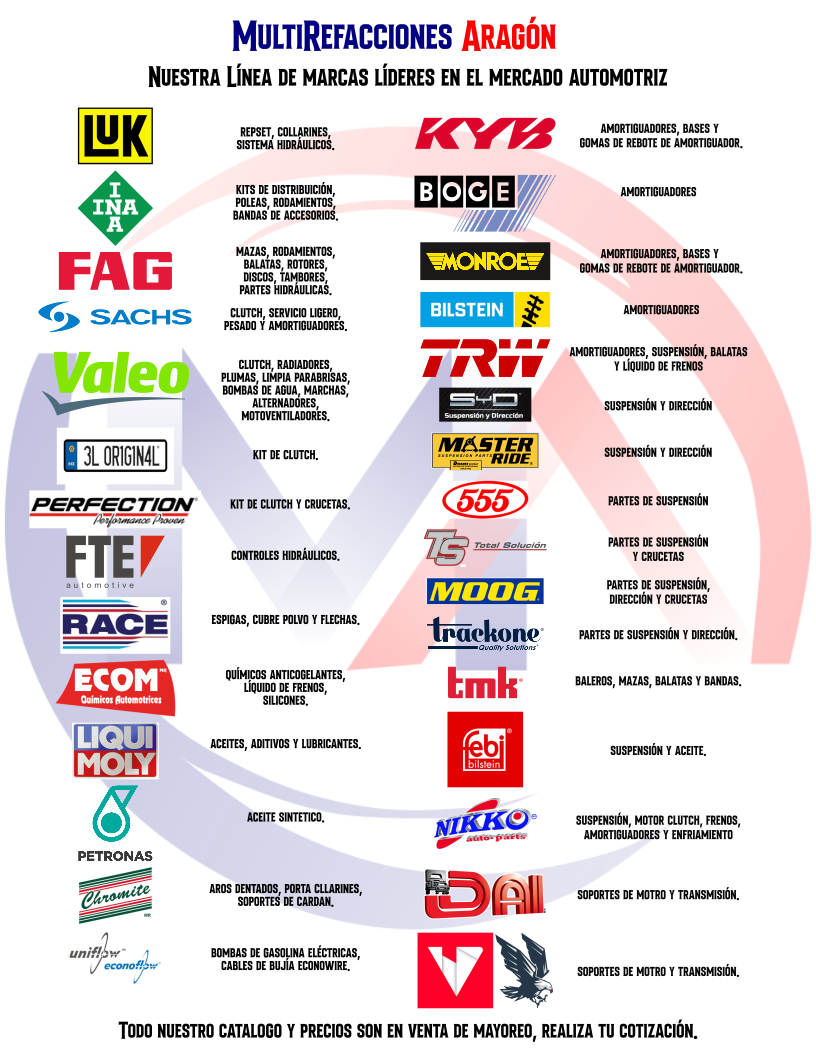 MultiRefacciones Aragón
Nuestra Línea de marcas líderes en el mercado automotriz
LUK
REPSET, COLLARINES,
SISTEMA HIDRÁULICOS.
I
INA
A
KITS DE DISTRIBUICIÓN,
POLEAS, RODAMIENTOS,
BANDAS DE ACCESORIOS.
FAG
MAZAS, RODAMIENTOS,
BALATAS, ROTORES,
DISCOS, TAMBORES,
PARTES HIDRÁULICAS.
SACHS
CLUTCH, SERVICIO LIGERO,
PESADO Y AMORTIGUADORES.
Valeo
CLUTCH, RADIADORES,
PLUMAS, LIMPIA PARABRISAS,
BOMBAS DE AGUA, MARCHAS,
ALTERNADORES,
MOTOVENTILADORES.
3L OR1G1N4L
KIT DE CLUTCH.
PERFECTION®
Performance Proven
KIT DE CLUTCH Y CRUCETAS.
FTE
automotive
CONTROLES HIDRÁULICOS.
RACE®
ESPIGAS, CUBRE POLVO Y FLECHAS.
ECOM MR
Químicos Automotrices
QUÍMICOS ANTICOGELANTES,
LÍQUIDO DE FRENOS,
SILICONES.
LIQUI
MOLY
ACEITES, ADITIVOS Y LUBRICANTES.
PETRONAS
ACEITE SINTETICO.
Chromite
MR
AROS DENTADOS, PORTA CLLARINES,
SOPORTES DE CARDAN.
uniflow™
econoflow™
BOMBAS DE GASOLINA ELÉCTRICAS,
CABLES DE BUJÍA ECONOWIRE.
KYB
AMORTIGUADORES, BASES Y
GOMAS DE REBOTE DE AMORTIGUADOR.
BOGE
AMORTIGUADORES
MONROE
AMORTIGUADORES, BASES Y
GOMAS DE REBOTE DE AMORTIGUADOR.
BILSTEIN
AMORTIGUADORES
TRW
AMORTIGUADORES, SUSPENSIÓN, BALATAS
Y LÍQUIDO DE FRENOS
SYD
Suspensión y Dirección
SUSPENSIÓN Y DIRECCIÓN
MASTER
SUSPENSION PARTS
RIDE®
SUSPENSIÓN Y DIRECCIÓN
555
PARTES DE SUSPENSIÓN
TS Total Solución
PARTES DE SUSPENSIÓN
Y CRUCETAS
MOOG
PARTES DE SUSPENSIÓN,
DIRECCIÓN Y CRUCETAS
trackone®
Quality Solutions
PARTES DE SUSPENSIÓN Y DIRECCIÓN.
tmk®
BALEROS, MAZAS, BALATAS Y BANDAS.
febi®
bilstein
SUSPENSIÓN Y ACEITE.
NIKKO®
auto-parts
SUSPENSIÓN, MOTOR CLUTCH, FRENOS,
AMORTIGUADORES Y ENFRIAMIENTO
DAI
SOPORTES DE MOTRO Y TRANSMISIÓN.
SOPORTES DE MOTRO Y TRANSMISIÓN.
Todo nuestro catalogo y precios son en venta de mayoreo, realiza tu cotización.